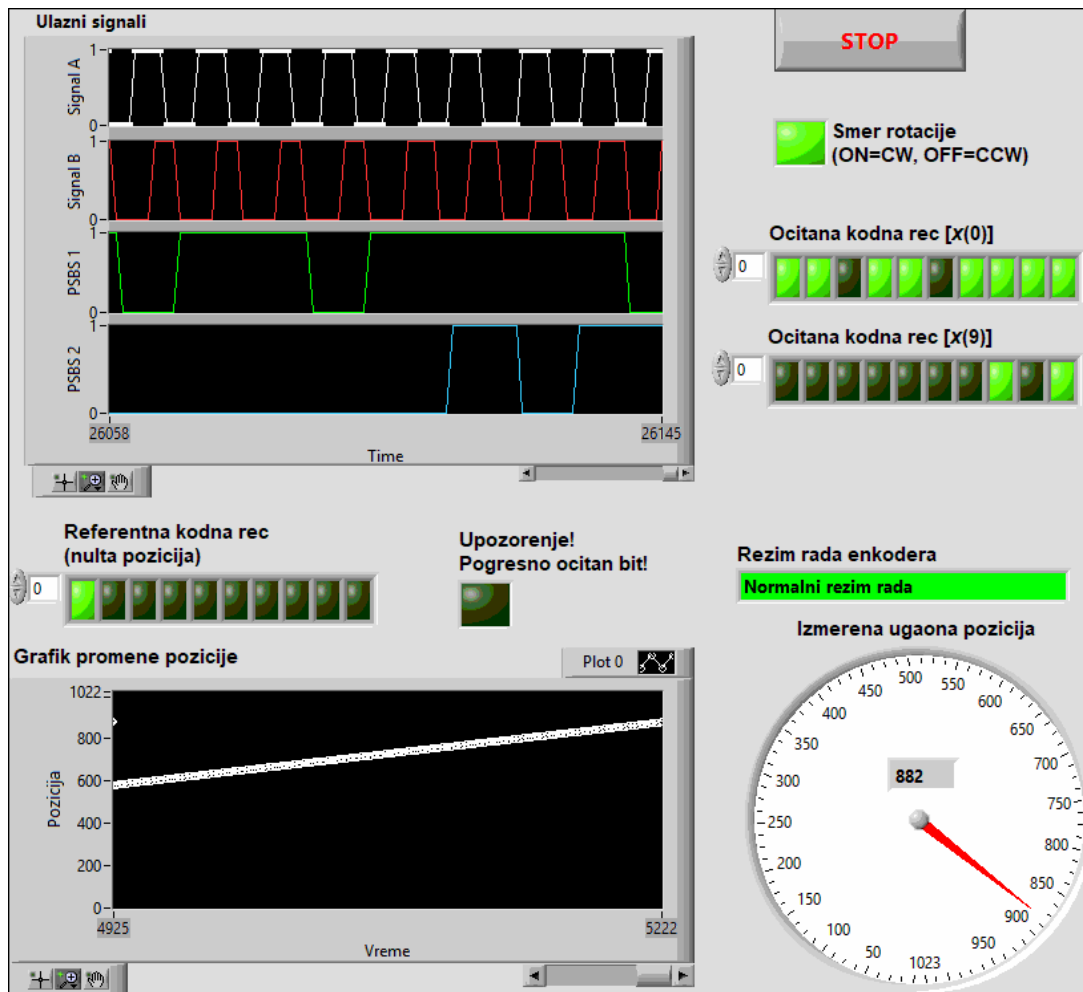 Ulazni signali
STOP
1
Signal A
0
1
Signal B
0
1
PSBS 1
0
1
PSBS 2
0
26058
26145
Time
Smer rotacije
(ON=CW, OFF=CCW)
Ocitana kodna rec [x(0)]
0
Ocitana kodna rec [x(9)]
0
Referentna kodna rec
(nulta pozicija)
0
Upozorenje!
Pogresno ocitan bit!
Rezim rada enkodera
Normalni rezim rada
Grafik promene pozicije
Plot 0
1022
800
600
400
200
0
Pozicija
4925
5222
Vreme
Izmerena ugaona pozicija
50
100
150
200
250
300
350
400
450
500
550
600
650
700
750
800
850
900
950
1023
882